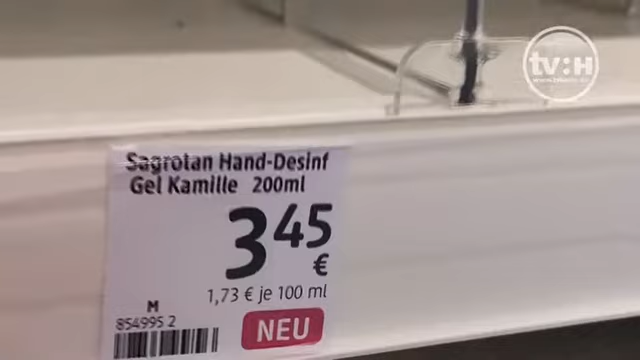 tv:H
Sagrotan Hand-Desinf
Gel Kamille 200ml
3 45
€
1,73 € je 100 ml
M
854995 2
NEU